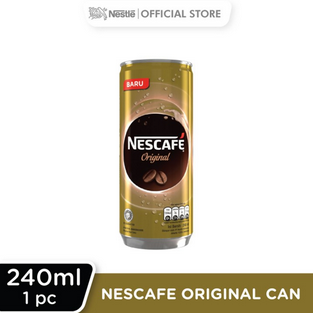 Nestlé | OFFICIAL STORE
BARU
NESCAFÉ
Original
240ml
1 pc
NESCAFE ORIGINAL CAN